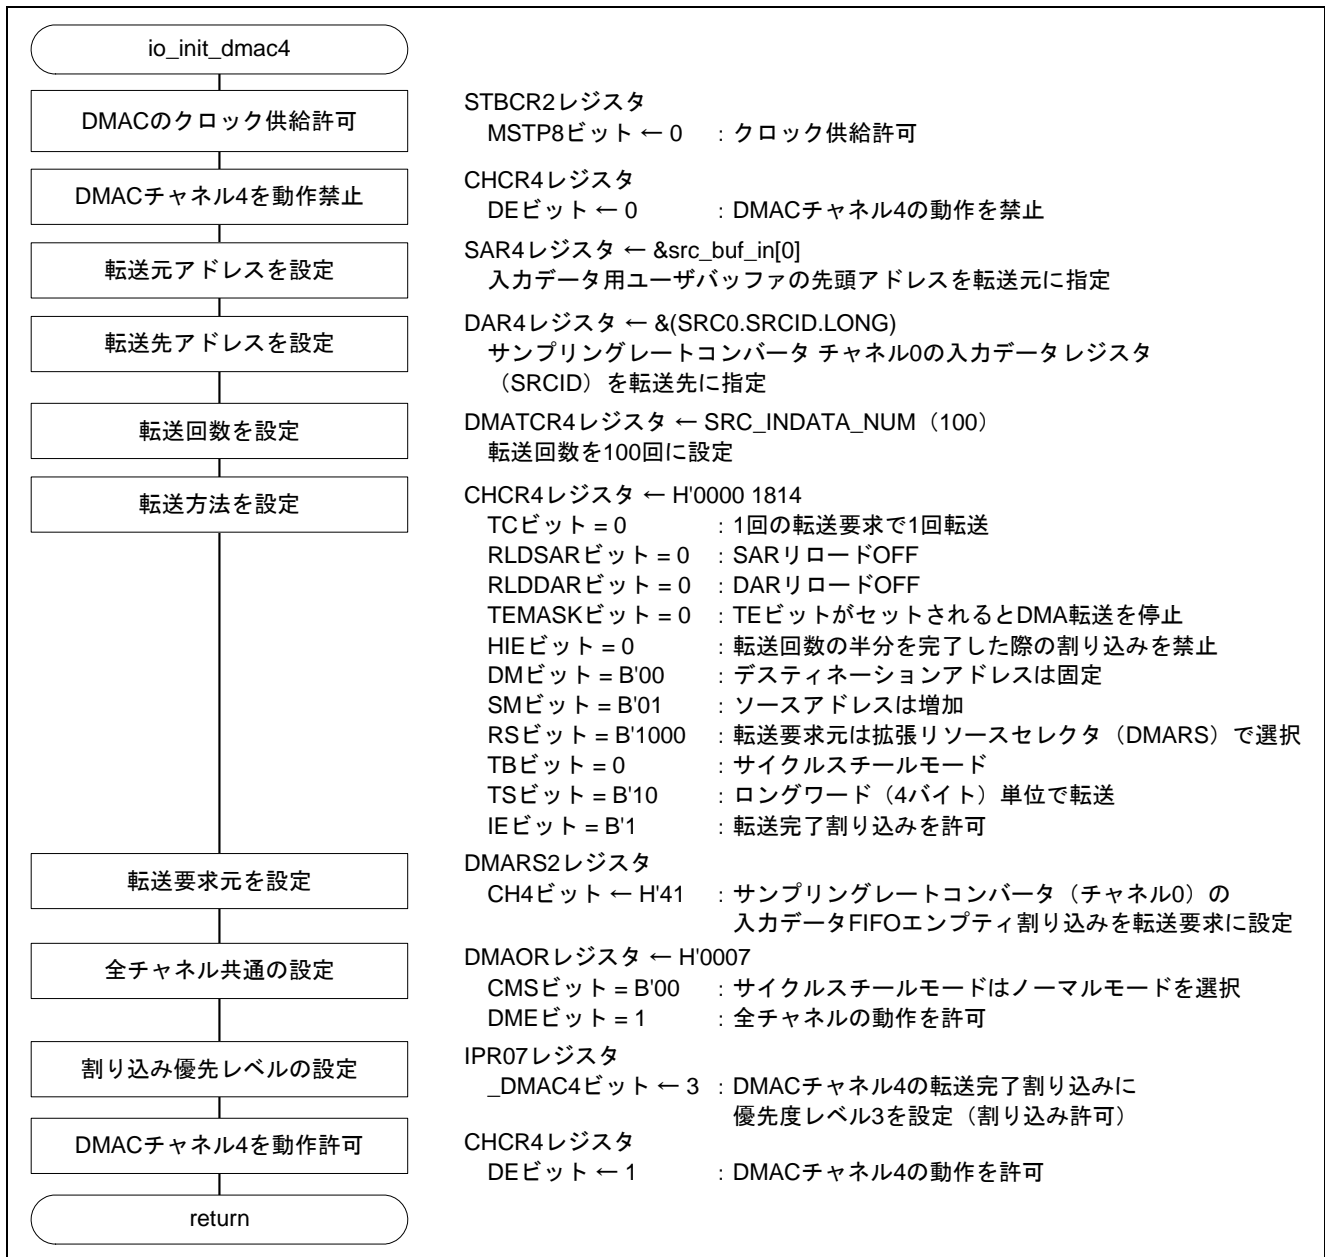 io_init_dmac4
DMACのクロック供給許可
STBCR2レジスタ
MSTP8ビット ← 0 : クロック供給許可
DMACチャネル4を動作禁止
CHCR4レジスタ
DEビット ← 0 : DMACチャネル4の動作を禁止
転送元アドレスを設定
SAR4レジスタ ← &src_buf_in[0]
入力データ用ユーザバッファの先頭アドレスを転送元に指定
転送先アドレスを設定
DAR4レジスタ ← &(SRC0.SRCID.LONG)
サンプリングレートコンバータ チャネル0の入力データレジスタ
（SRCID）を転送先に指定
転送回数を設定
DMATCR4レジスタ ← SRC_INDATA_NUM（100）
転送回数を100回に設定
転送方法を設定
CHCR4レジスタ ← H'0000 1814
TCビット = 0 : 1回の転送要求で1回転送
RLDSARビット = 0 : SARリロードOFF
RLDDARビット = 0 : DARリロードOFF
TEMASKビット = 0 : TEビットがセットされるとDMA転送を停止
HIEビット = 0 : 転送回数の半分を完了した際の割り込みを禁止
DMビット = B'00 : デスティネーションアドレスは固定
SMビット = B'01 : ソースアドレスは増加
RSビット = B'1000 : 転送要求元は拡張リソースセレクタ（DMARS）で選択
TBビット = 0 : サイクルスチールモード
TSビット = B'10 : ロングワード（4バイト）単位で転送
IEビット = B'1 : 転送完了割り込みを許可
転送要求元を設定
DMARS2レジスタ
CH4ビット ← H'41 : サンプリングレートコンバータ（チャネル0）の
入力データFIFOエンプティ割り込みを転送要求に設定
全チャネル共通の設定
DMAORレジスタ ← H'0007
CMSビット = B'00 : サイクルスチールモードはノーマルモードを選択
DMEビット = 1 : 全チャネルの動作を許可
割り込み優先レベルの設定
IPR07レジスタ
_DMAC4ビット ← 3 : DMACチャネル4の転送完了割り込みに
優先度レベル3を設定（割り込み許可）
DMACチャネル4を動作許可
CHCR4レジスタ
DEビット ← 1 : DMACチャネル4の動作を許可
return